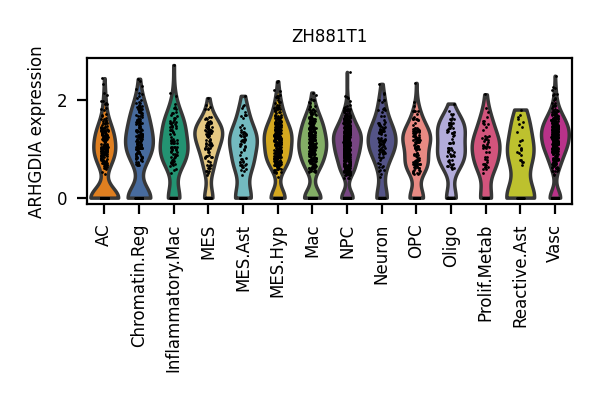 ZH881T1
ARHGDIA expression
2
0
AC
Chromatin.Reg
Inflammatory.Mac
MES
MES.Ast
MES.Hyp
Mac
NPC
Neuron
OPC
Oligo
Prolif.Metab
Reactive.Ast
Vasc